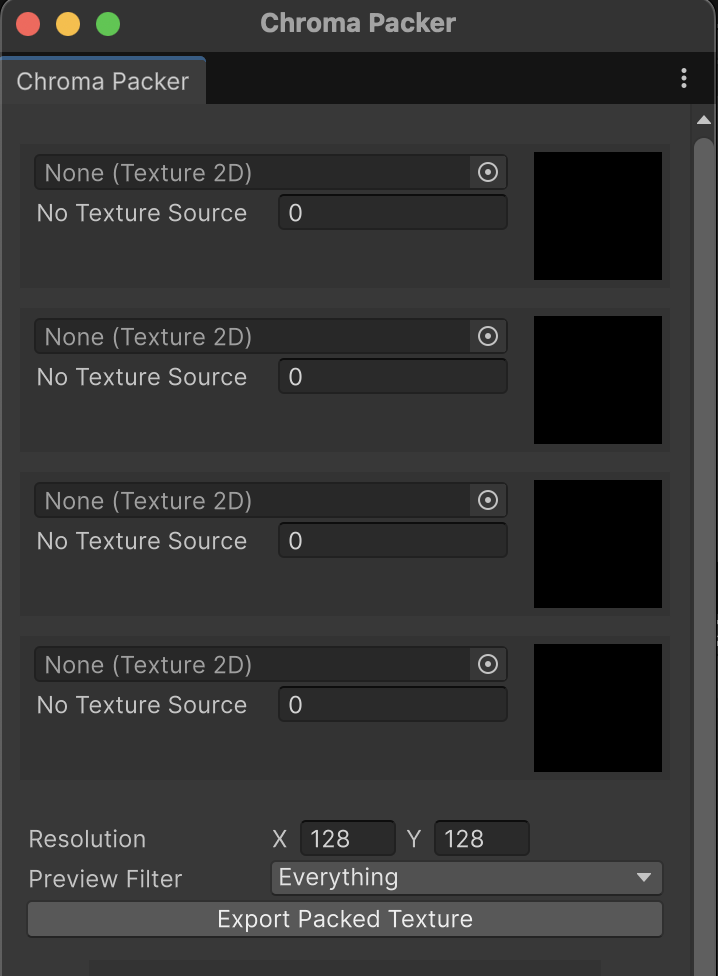 Chroma Packer
Chroma Packer
None (Texture 2D)
No Texture Source 0
None (Texture 2D)
No Texture Source 0
None (Texture 2D)
No Texture Source 0
None (Texture 2D)
No Texture Source 0
Resolution X 128 Y 128
Preview Filter Everything
Export Packed Texture